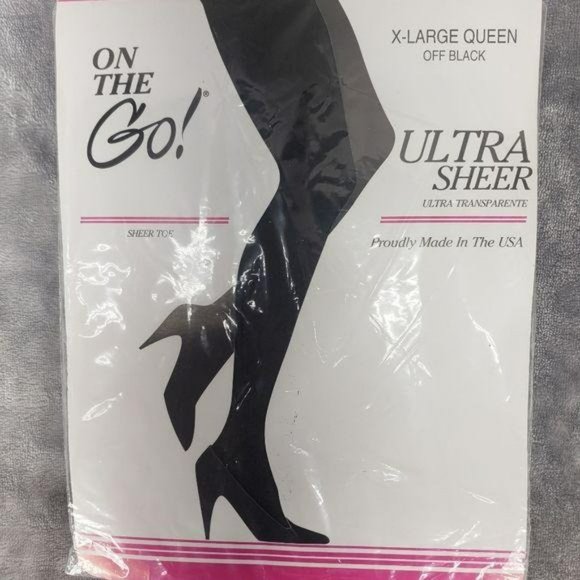 ON
THE
Go!®
SHEER TOE
X-LARGE QUEEN
OFF BLACK
ULTRA
SHEER
ULTRA TRANSPARENTE
Proudly Made In The USA